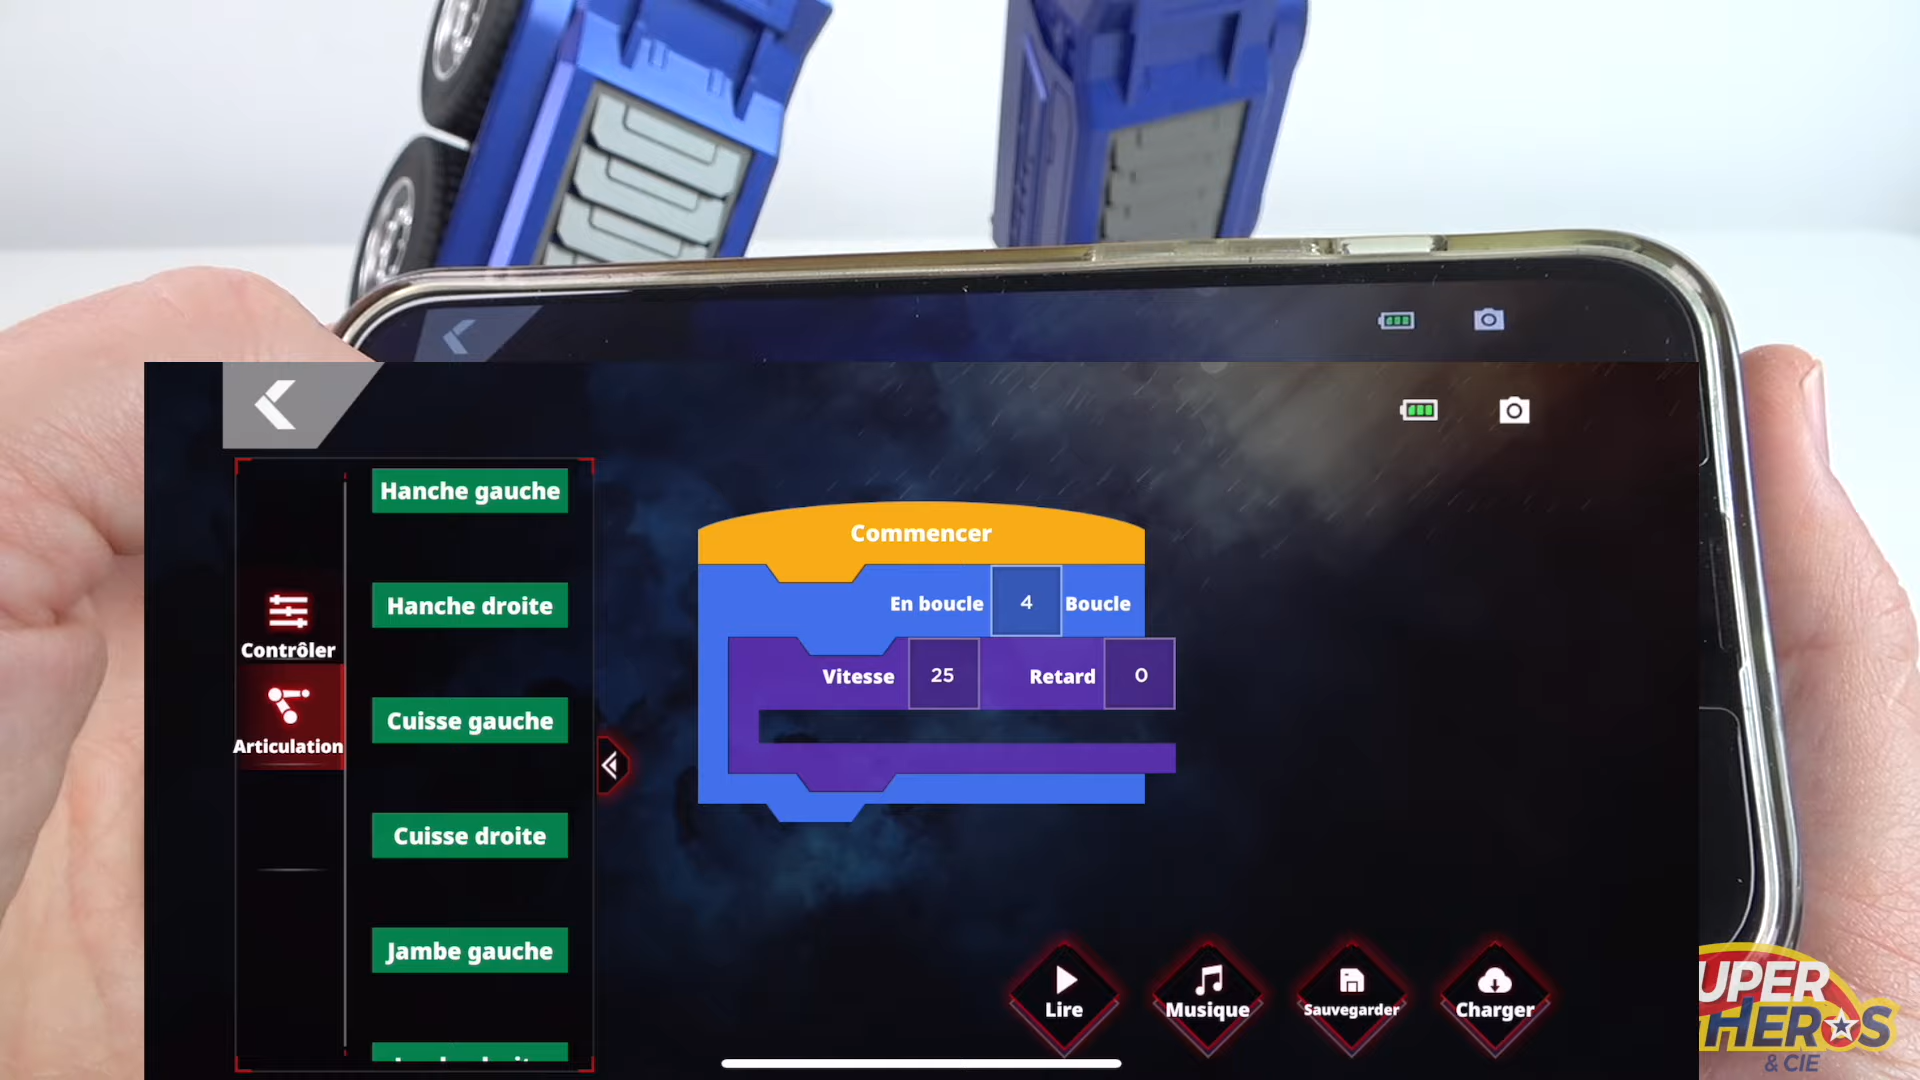 Hanche gauche
Hanche droite
Contrôler
Cuisse gauche
Articulation
Cuisse droite
Jambe gauche
Commencer
En boucle 4 Boucle
Vitesse 25 Retard 0
Lire
Musique
Sauvegarder
Charger
UPER
HEROS
& CIE